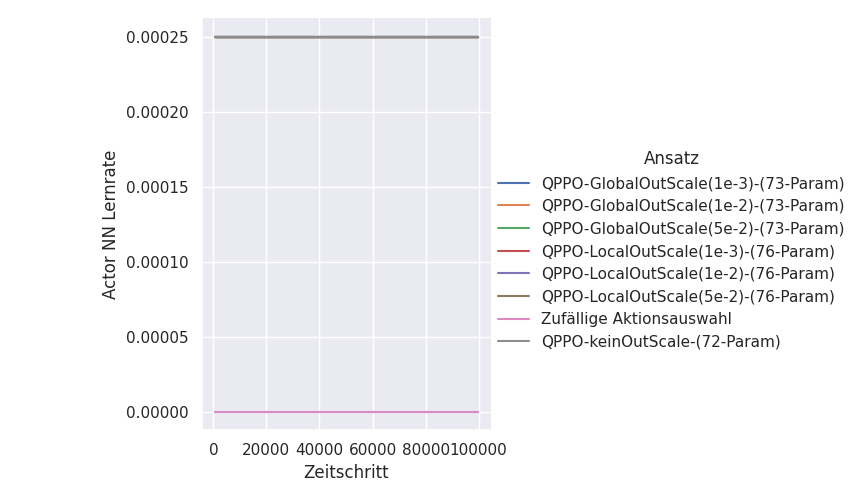 0.00025
0.00020
0.00015
0.00010
0.00005
0.00000
Actor NN Lernrate
0 20000 40000 60000 80000 100000
Zeitschritt
Ansatz
QPPO-GlobalOutScale(1e-3)-(73-Param)
QPPO-GlobalOutScale(1e-2)-(73-Param)
QPPO-GlobalOutScale(5e-2)-(73-Param)
QPPO-LocalOutScale(1e-3)-(76-Param)
QPPO-LocalOutScale(1e-2)-(76-Param)
QPPO-LocalOutScale(5e-2)-(76-Param)
Zufällige Aktionsauswahl
QPPO-keinOutScale-(72-Param)